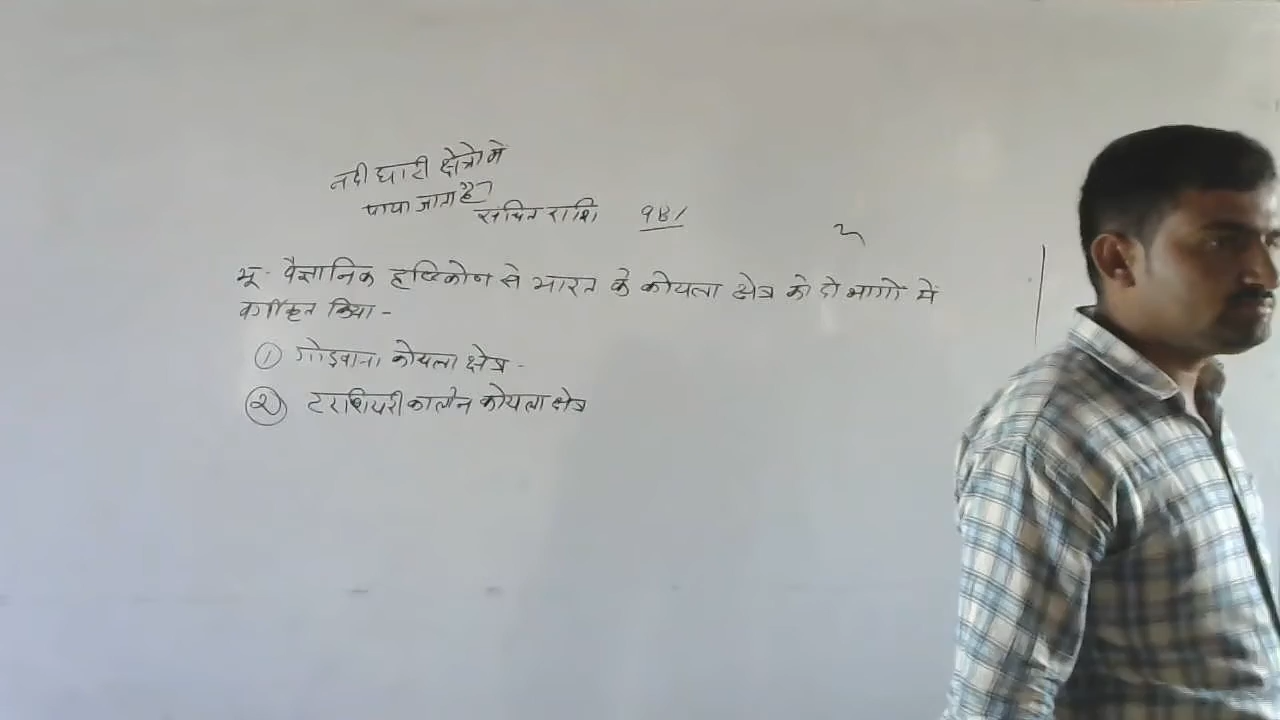 नदी घाटी क्षेत्रो में
पाया जाता है
संचित राशि 98%
भू- वैज्ञानिक दृष्टिकोण से भारत के कोयला क्षेत्र को दो भागों में
वर्गीकृत किया -
① गोंडवाना कोयला क्षेत्र -
② टरशियरी कालीन कोयला क्षेत्र